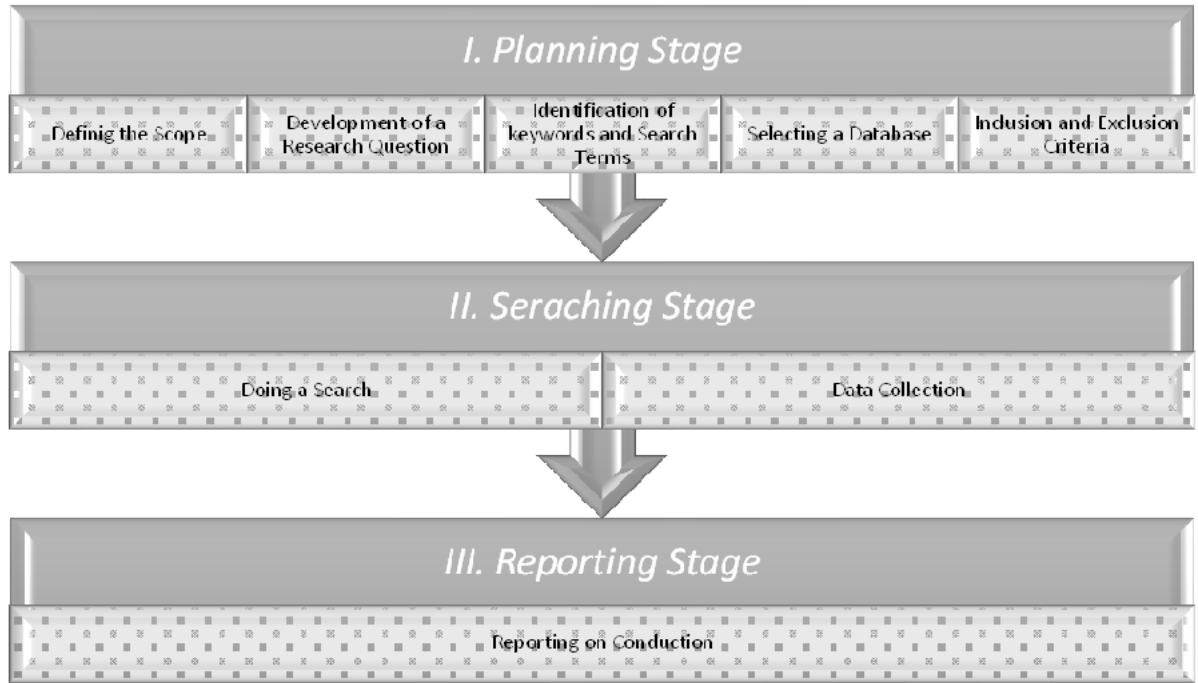 I. Planning Stage
Defining the Scope
Development of a
Research Question
Identification of
keywords and Search
Terms
Selecting a Database
Inclusion and Exclusion
Criteria
II. Seraching Stage
Doing a Search
Data Collection
III. Reporting Stage
Reporting on Conduction